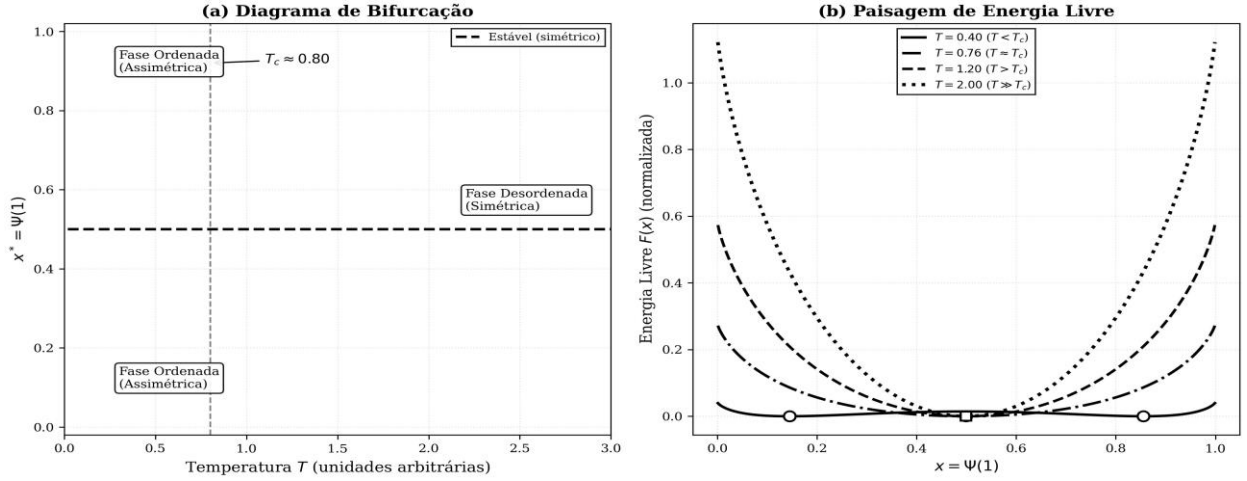 (a) Diagrama de Bifurcação
1.0
0.8
0.6
0.4
0.2
0.0
x* = Ψ(1)
Fase Ordenada
(Assimétrica)
T_c ≈ 0.80
Estável (simétrico)
Fase Desordenada
(Simétrica)
Fase Ordenada
(Assimétrica)
0.0 0.5 1.0 1.5 2.0 2.5 3.0
Temperatura T (unidades arbitrárias)
(b) Paisagem de Energia Livre
1.0
0.8
0.6
0.4
0.2
0.0
Energia Livre F(x) (normalizada)
T = 0.40 (T < T_c)
T = 0.76 (T ≈ T_c)
T = 1.20 (T > T_c)
T = 2.00 (T ≫ T_c)
0.0 0.2 0.4 0.6 0.8 1.0
x = Ψ(1)